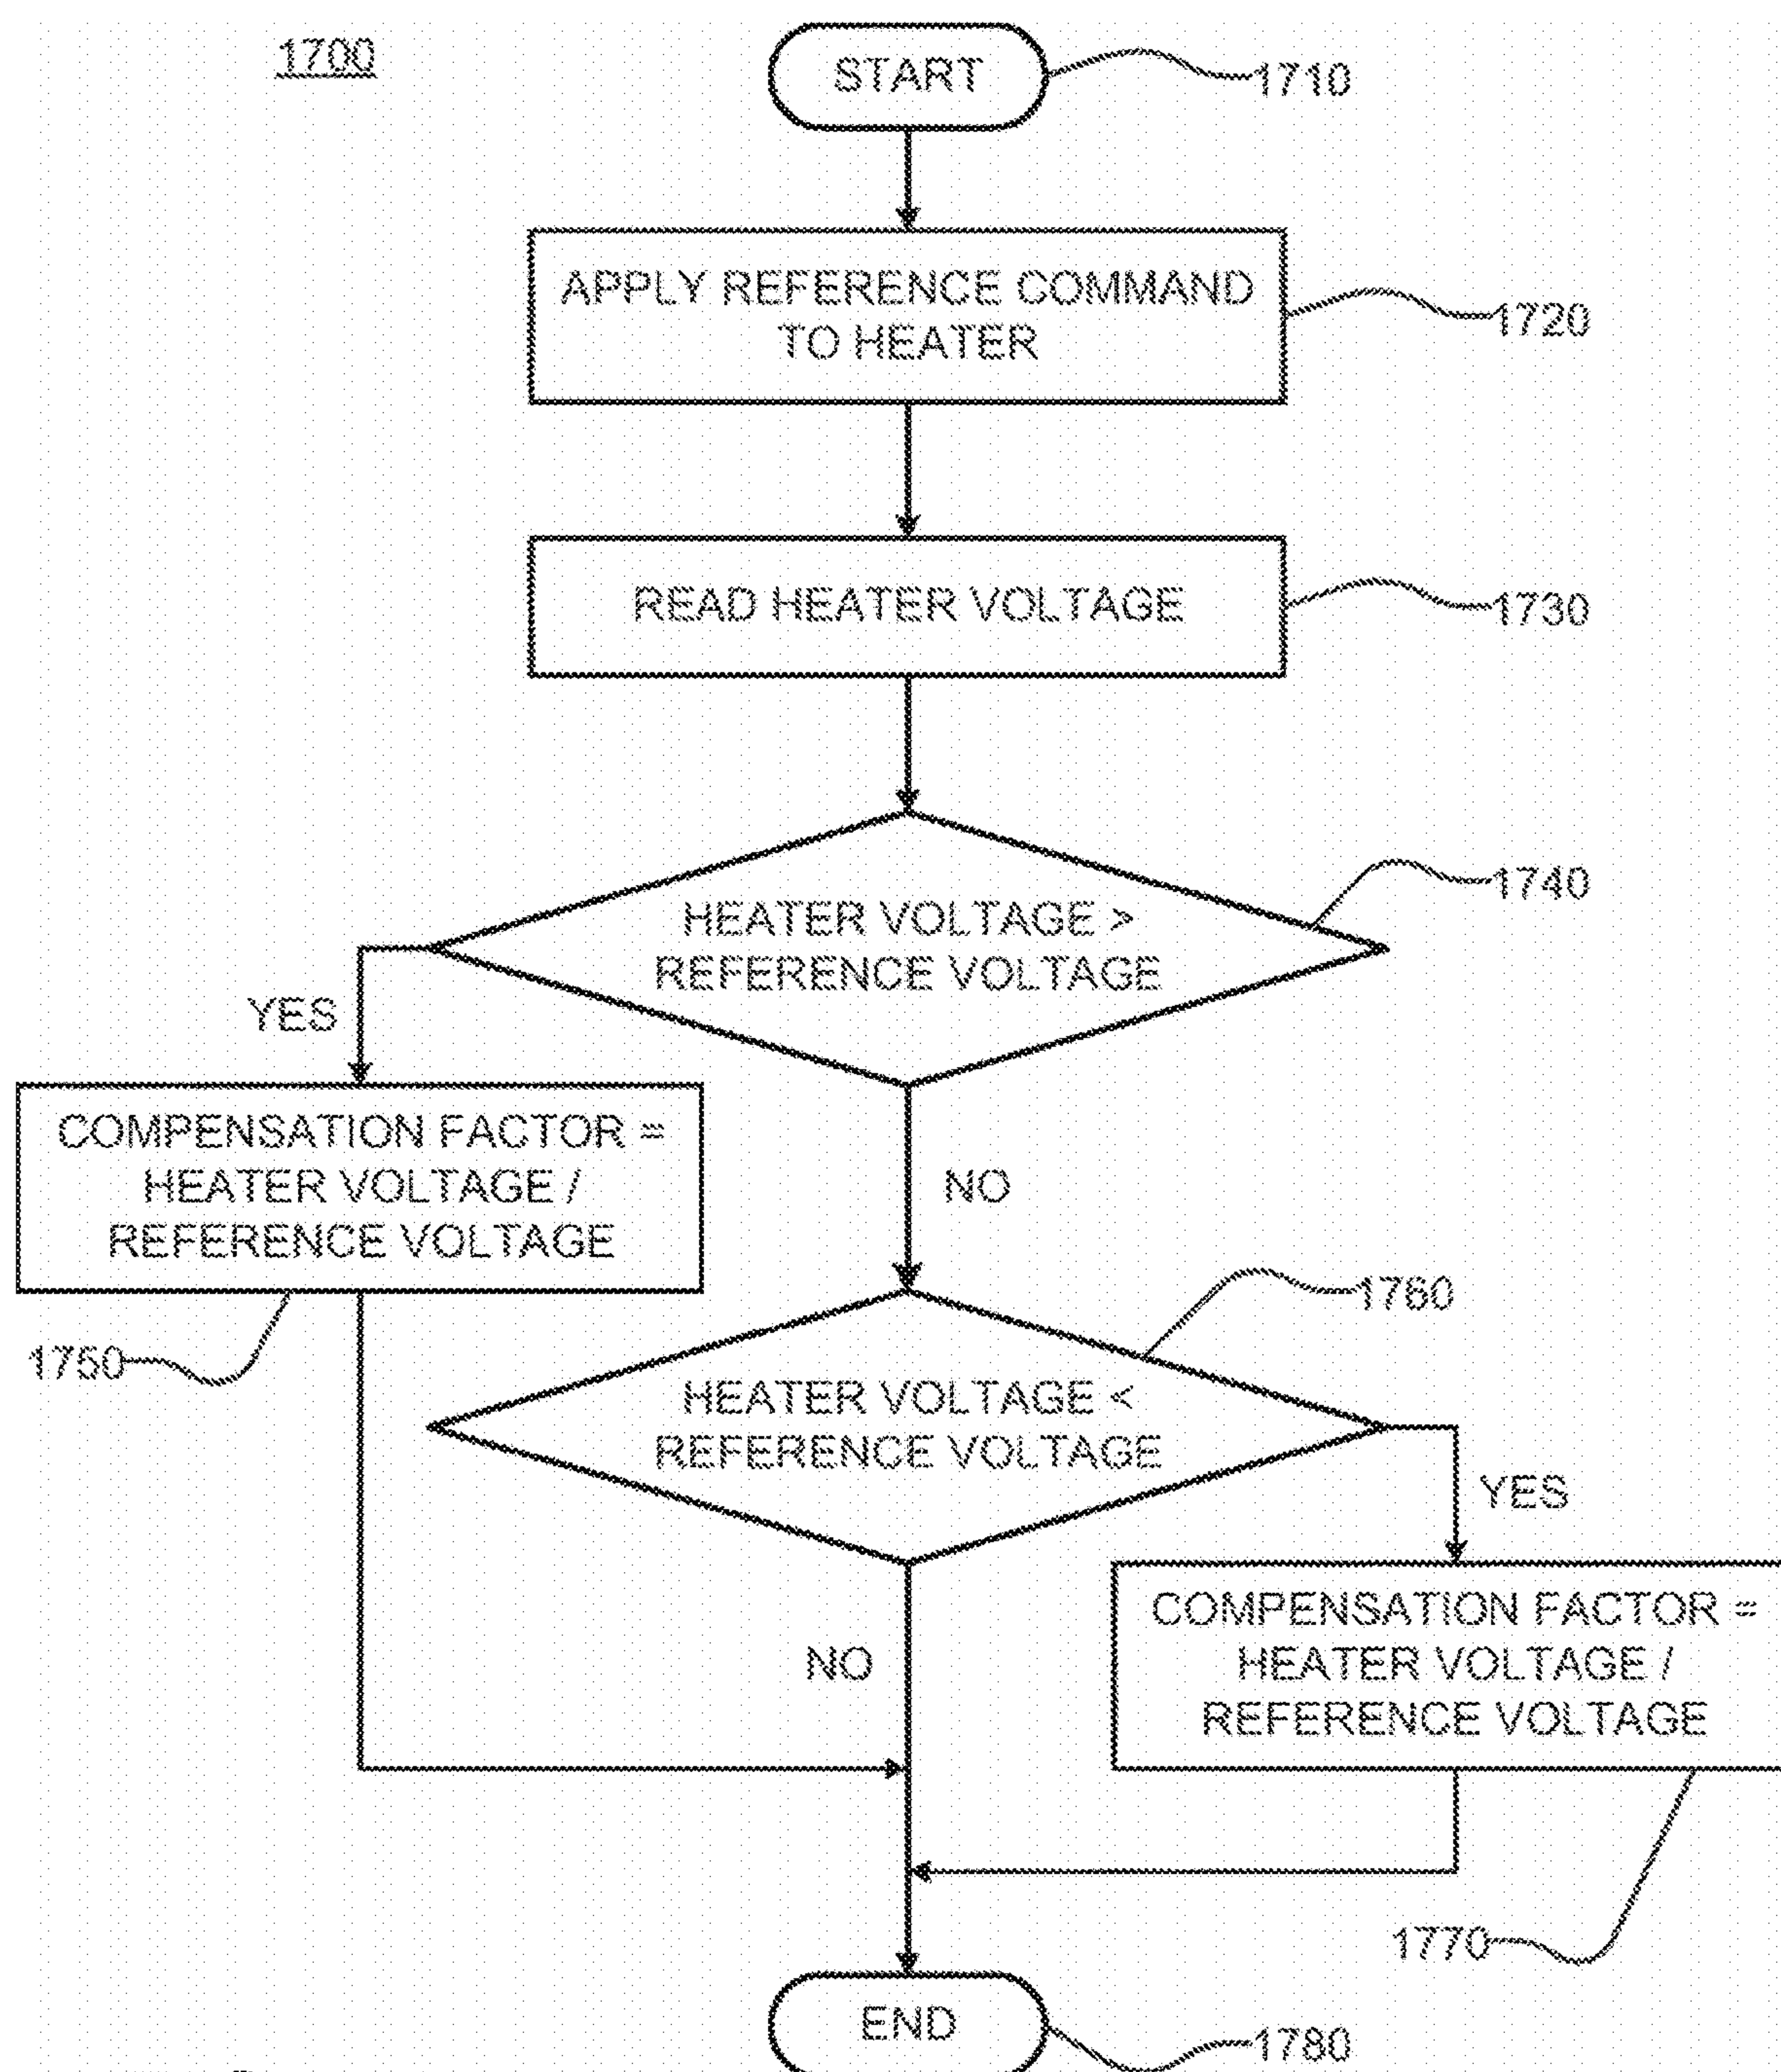 1700
START
1710
APPLY REFERENCE COMMAND
TO HEATER
1720
READ HEATER VOLTAGE
1730
HEATER VOLTAGE >
REFERENCE VOLTAGE
1740
YES
COMPENSATION FACTOR =
HEATER VOLTAGE /
REFERENCE VOLTAGE
1750
NO
HEATER VOLTAGE <
REFERENCE VOLTAGE
1760
YES
COMPENSATION FACTOR =
HEATER VOLTAGE /
REFERENCE VOLTAGE
1770
NO
END
1780